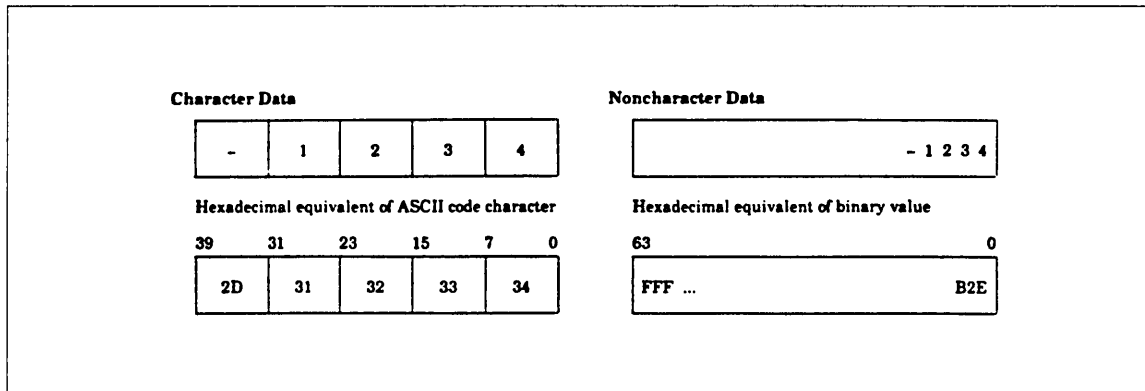 Character Data
- 1 2 3 4
Hexadecimal equivalent of ASCII code character
39 31 23 15 7 0
2D 31 32 33 34
Noncharacter Data
- 1 2 3 4
Hexadecimal equivalent of binary value
63 0
FFF ... B2E